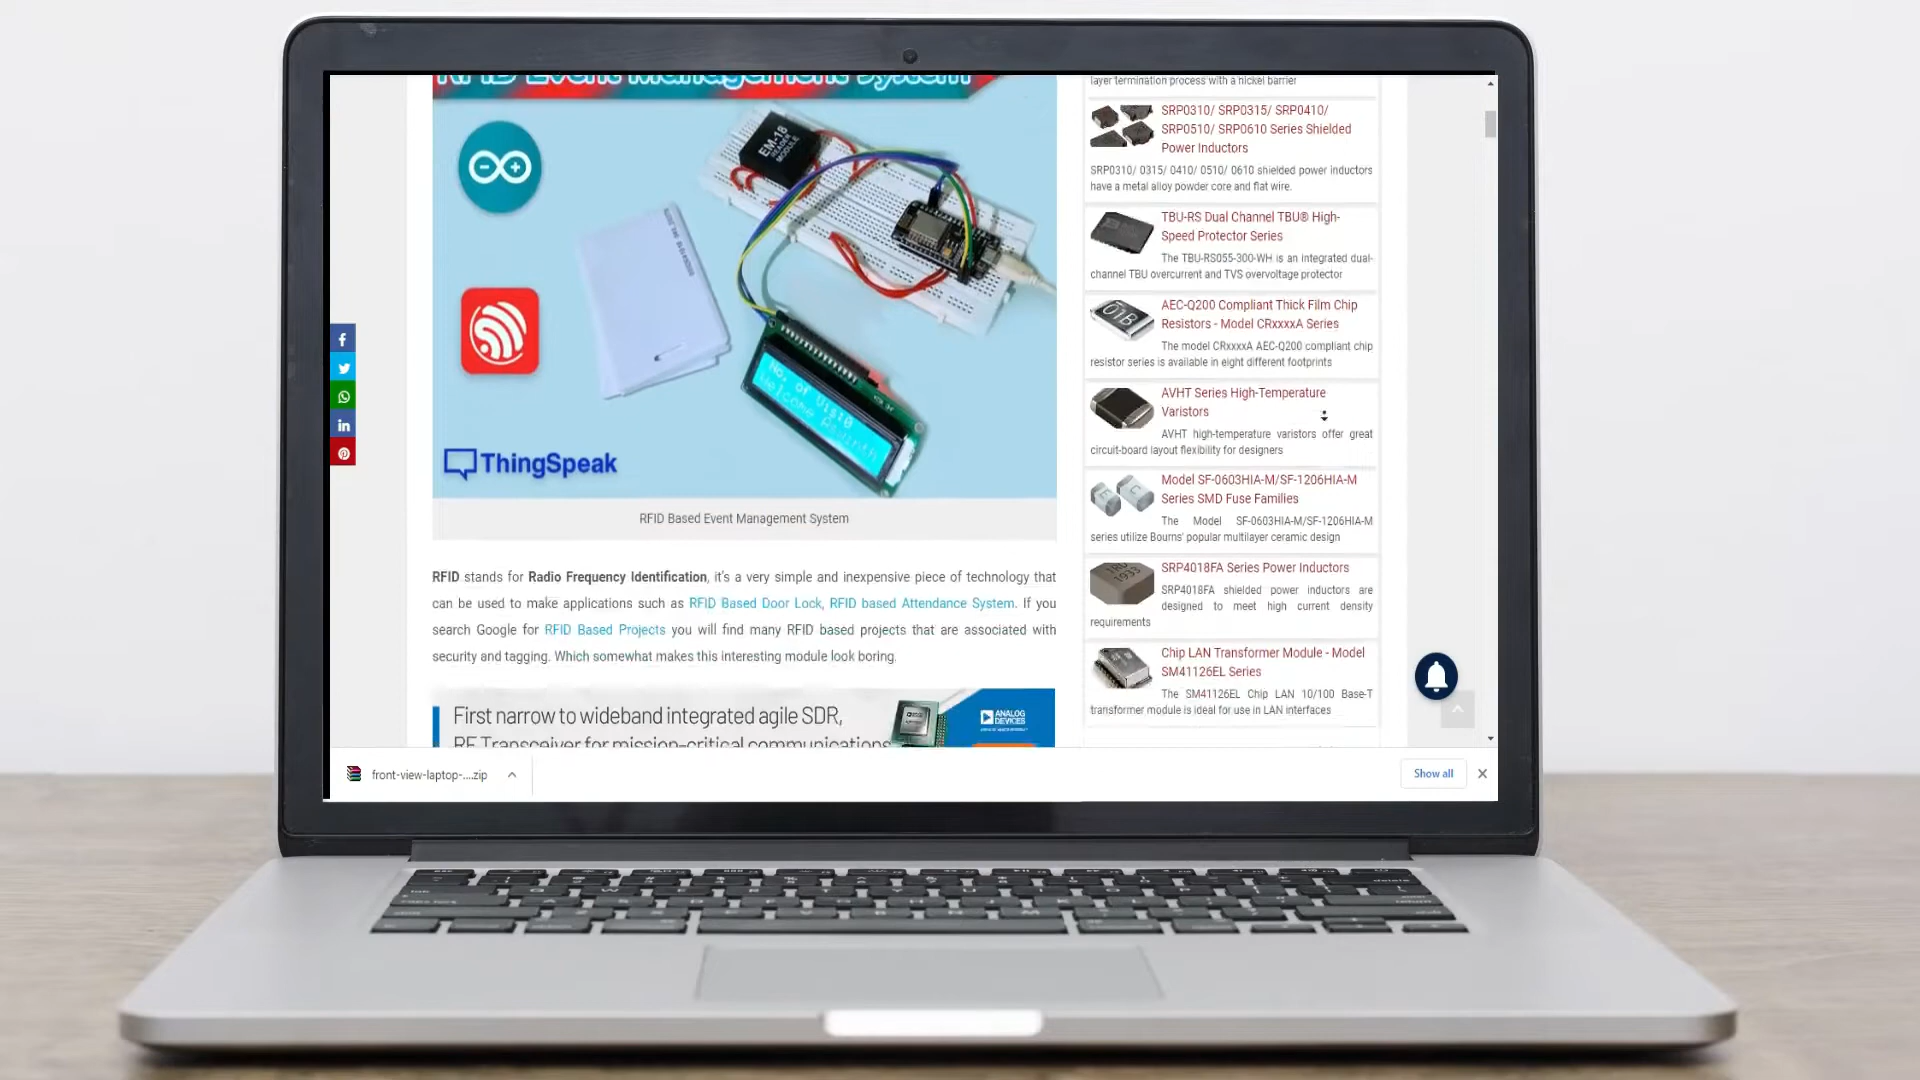 RFID Event Management System
EM-18
READER
MODULE
No. of Visi0
Welcome Aswinth
ThingSpeak
RFID Based Event Management System
RFID stands for Radio Frequency Identification, it's a very simple and inexpensive piece of technology that
can be used to make applications such as RFID Based Door Lock, RFID based Attendance System. If you
search Google for RFID Based Projects you will find many RFID based projects that are associated with
security and tagging. Which somewhat makes this interesting module look boring.
First narrow to wideband integrated agile SDR,
RF Transceiver for mission-critical communications
ANALOG
DEVICES
layer termination process with a nickel barrier
SRP0310/ SRP0315/ SRP0410/
SRP0510/ SRP0610 Series Shielded
Power Inductors
SRP0310/ 0315/ 0410/ 0510/ 0610 shielded power inductors
have a metal alloy powder core and flat wire.
TBU-RS Dual Channel TBU® High-
Speed Protector Series
The TBU-RS055-300-WH is an integrated dual-
channel TBU overcurrent and TVS overvoltage protector
01B
AEC-Q200 Compliant Thick Film Chip
Resistors - Model CRxxxxA Series
The model CRxxxxA AEC-Q200 compliant chip
resistor series is available in eight different footprints
AVHT Series High-Temperature
Varistors
AVHT high-temperature varistors offer great
circuit-board layout flexibility for designers
Model SF-0603HIA-M/SF-1206HIA-M
Series SMD Fuse Families
The Model SF-0603HIA-M/SF-1206HIA-M
series utilize Bourns' popular multilayer ceramic design
1933
SRP4018FA Series Power Inductors
SRP4018FA shielded power inductors are
designed to meet high current density
requirements
Chip LAN Transformer Module - Model
SM41126EL Series
The SM41126EL Chip LAN 10/100 Base-T
transformer module is ideal for use in LAN interfaces
front-view-laptop-....zip
Show all